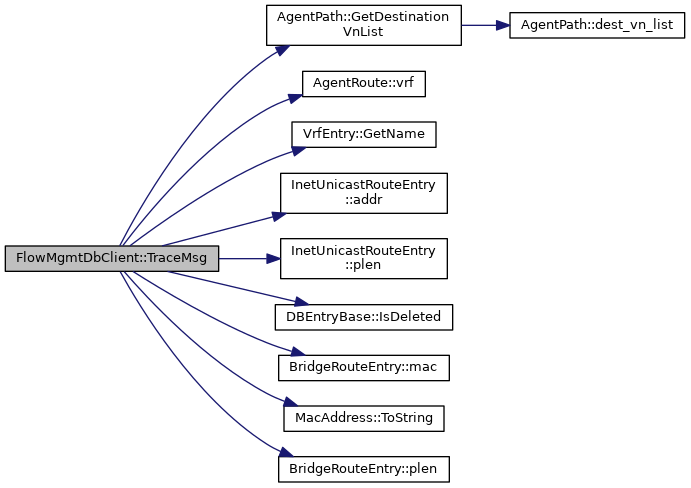 AgentPath::GetDestination
VnList
AgentPath::dest_vn_list
AgentRoute::vrf
VrfEntry::GetName
InetUnicastRouteEntry
::addr
FlowMgmtDbClient::TraceMsg
InetUnicastRouteEntry
::plen
DBEntryBase::IsDeleted
BridgeRouteEntry::mac
MacAddress::ToString
BridgeRouteEntry::plen